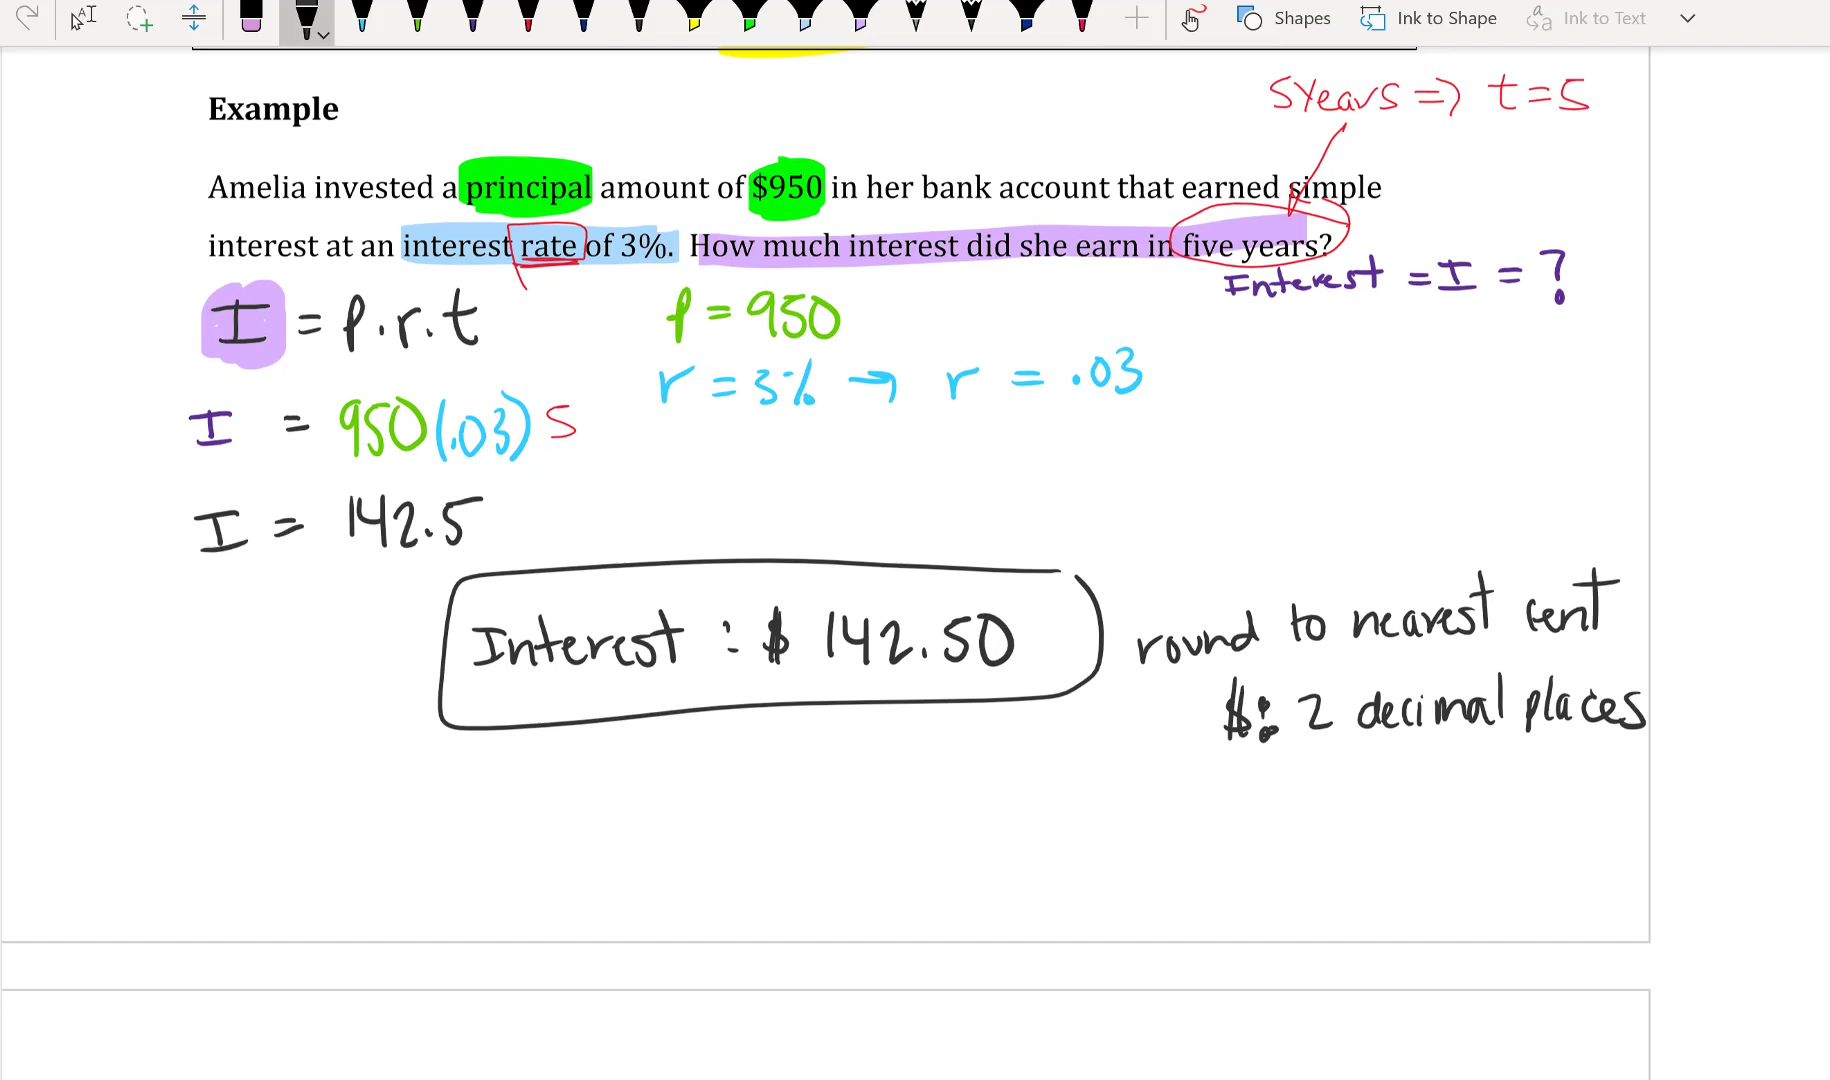 Shapes Ink to Shape Ink to Text
5 Years => t = 5
Example
Amelia invested a principal amount of $950 in her bank account that earned simple
interest at an interest rate of 3%. How much interest did she earn in five years?
Interest = I = ?
I = P.r.t
P = 950
r = 3% → r = .03
I = 950(.03) 5
I = 142.5
Interest : $ 142.50
round to nearest cent
$: 2 decimal places